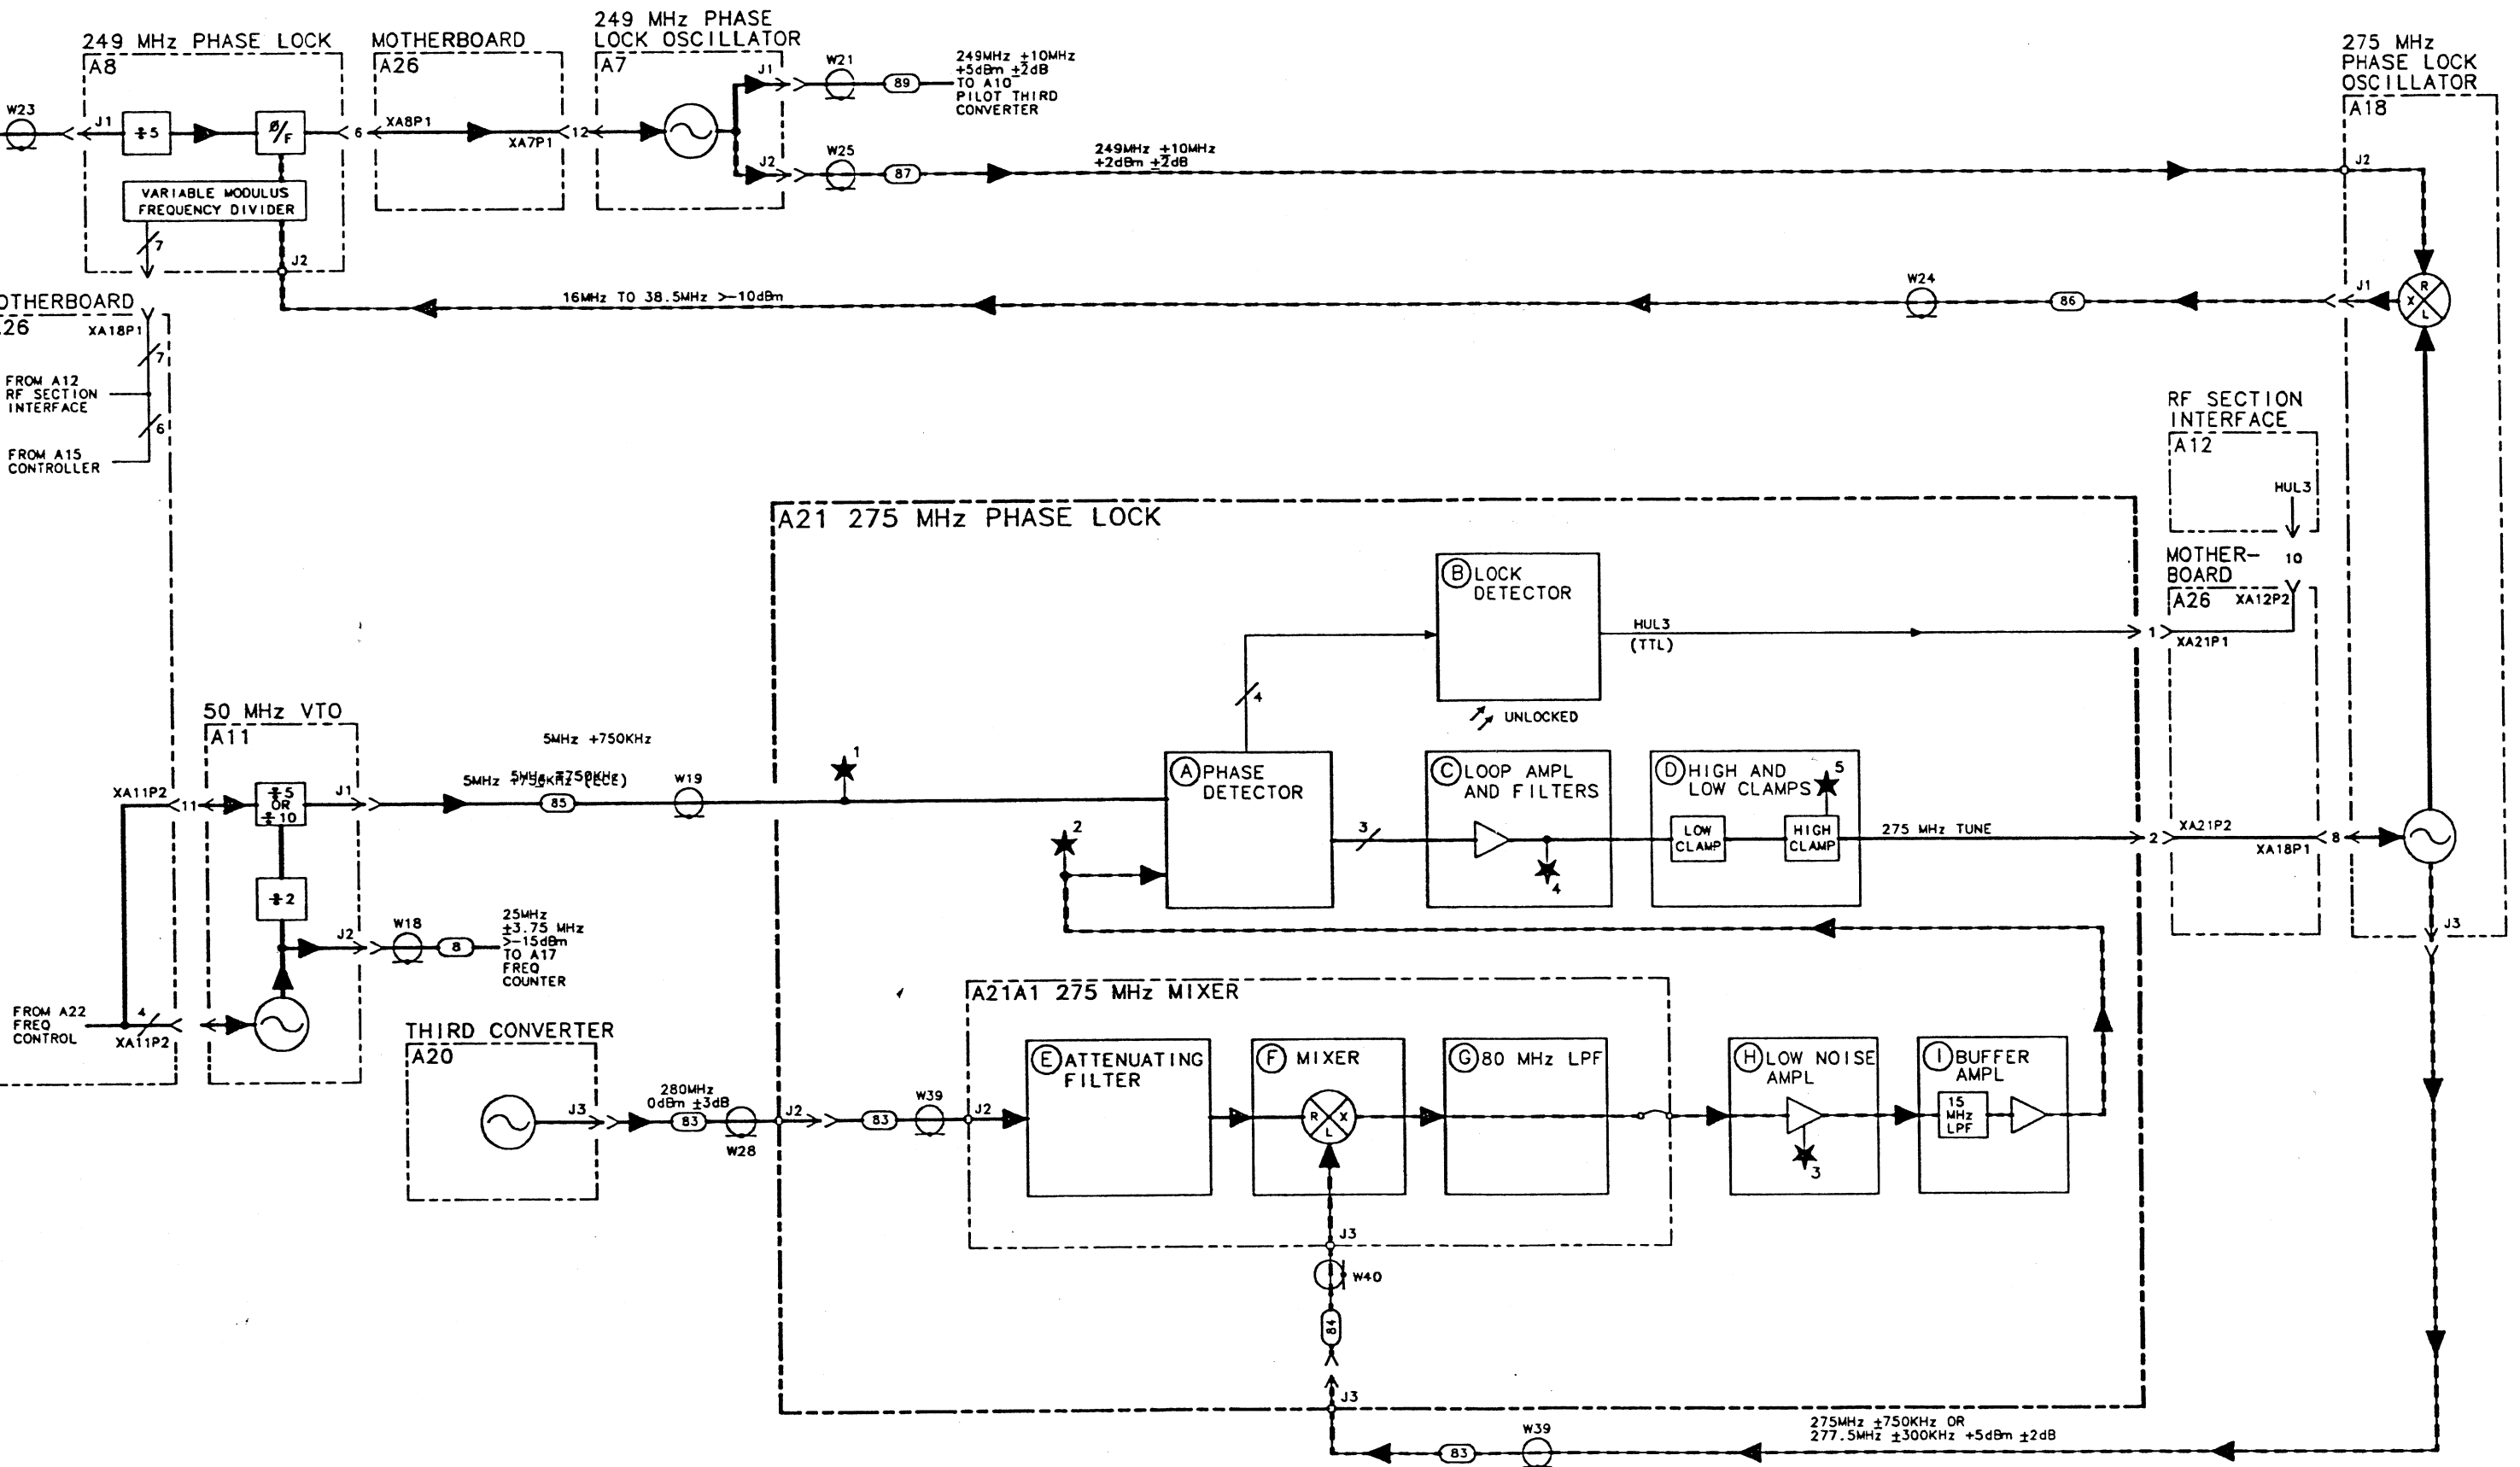 249 MHz PHASE LOCK
A8
W23
J1
÷5
Ø/F
6
VARIABLE MODULUS
FREQUENCY DIVIDER
7
J2
MOTHERBOARD
A26
XA8P1
XA7P1
12
249 MHz PHASE
LOCK OSCILLATOR
A7
J1
J2
W21
89
249MHz ±10MHz
+5dBm ±2dB
TO A10
PILOT THIRD
CONVERTER
W25
87
249MHz ±10MHz
+2dBm ±2dB
275 MHz
PHASE LOCK
OSCILLATOR
A18
J2
R
X
L
J1
86
W24
16MHz TO 38.5MHz >-10dBm
OTHERBOARD
26
XA18P1
7
FROM A12
RF SECTION
INTERFACE
6
FROM A15
CONTROLLER
RF SECTION
INTERFACE
A12
HUL3
10
MOTHER-
BOARD
A26
XA12P2
1
XA21P1
A21 275 MHz PHASE LOCK
B LOCK
DETECTOR
HUL3
(TTL)
UNLOCKED
4
50 MHz VTO
A11
XA11P2
11
÷5
OR
÷10
J1
÷2
J2
5MHz +750KHz
85
W19
1
2
A PHASE
DETECTOR
3
C LOOP AMPL
AND FILTERS
4
D HIGH AND
LOW CLAMPS
5
LOW
CLAMP
HIGH
CLAMP
275 MHz TUNE
2
XA21P2
XA18P1
8
J3
W18
8
25MHz
±3.75 MHz
>-15dBm
TO A17
FREQ
COUNTER
FROM A22
FREQ
CONTROL
4
XA11P2
THIRD CONVERTER
A20
J3
280MHz
0dBm ±3dB
83
W28
J2
83
W39
A21A1 275 MHz MIXER
J2
E ATTENUATING
FILTER
F MIXER
R
X
L
G 80 MHz LPF
H LOW NOISE
AMPL
3
I BUFFER
AMPL
15
MHz
LPF
J3
W40
84
J3
83
W39
275MHz ±750KHz OR
277.5MHz ±300KHz +5dBm ±2dB